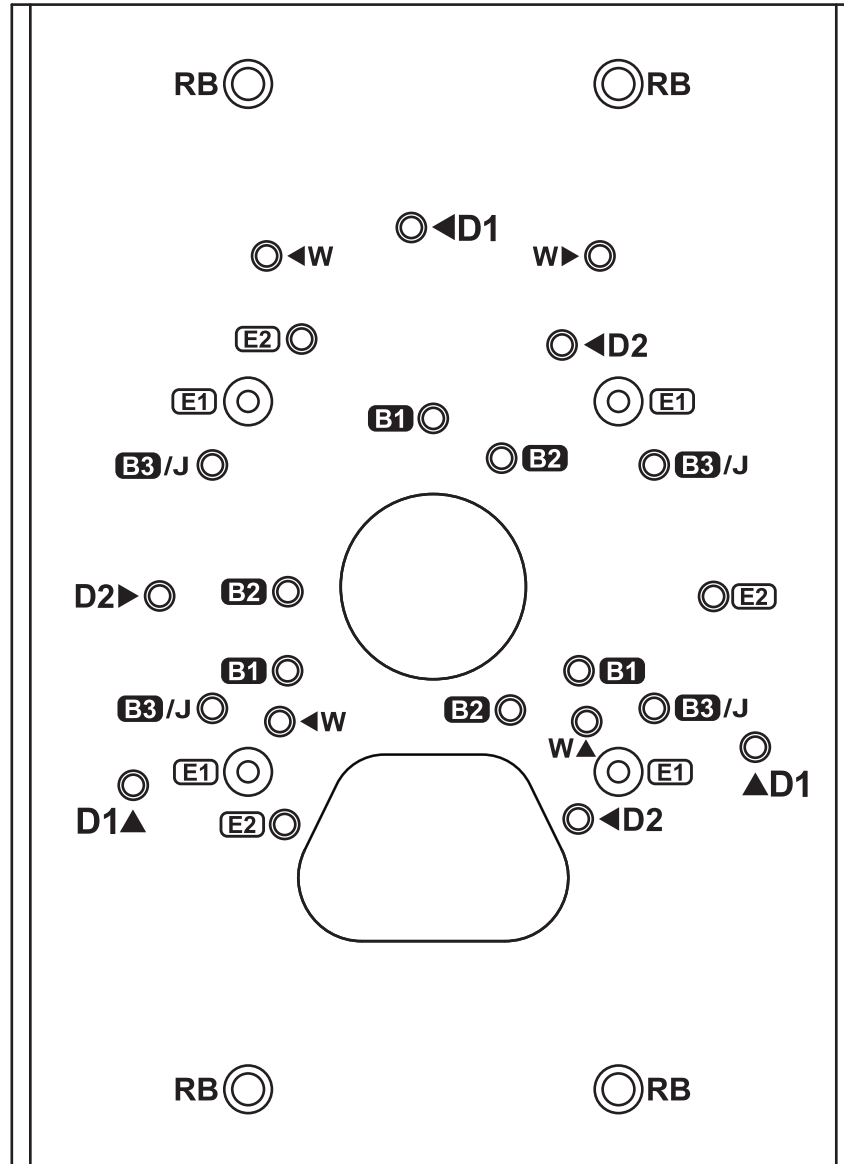 RB RB
◄D1
◄W W►
E2 ◄D2
E1 E1
B1
B2
B3/J B3/J
D2► B2 E2
B1 B1
B3/J B2 B3/J
◄W W▲
E1 E1
D1▲ ▲D1
E2 ◄D2
RB RB